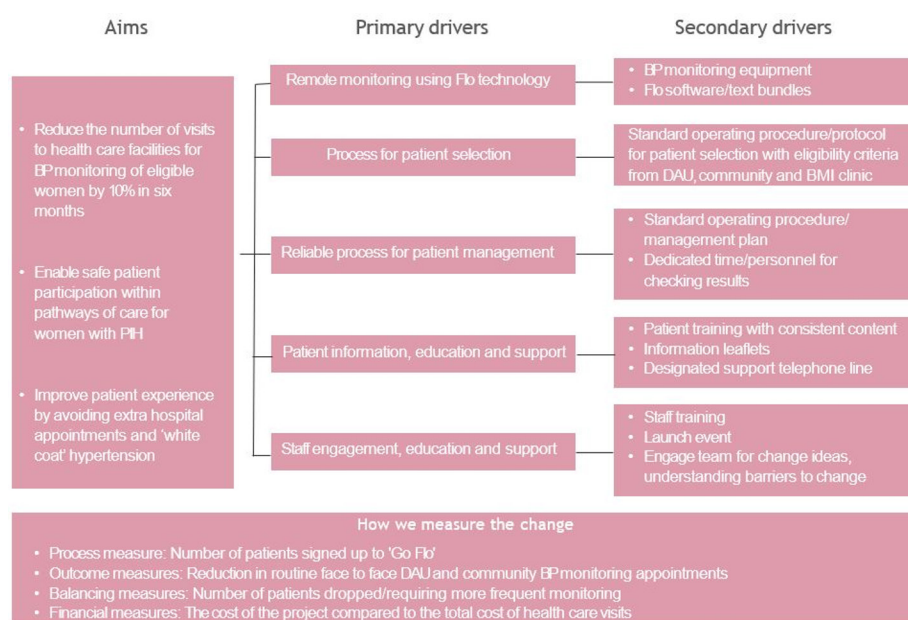 Aims
Primary drivers
Secondary drivers
• Reduce the number of visits
to health care facilities for
BP monitoring of eligible
women by 10% in six
months
• Enable safe patient
participation within
pathways of care for
women with PIH
• Improve patient experience
by avoiding extra hospital
appointments and ‘white
coat’ hypertension
Remote monitoring using Flo technology
Process for patient selection
Reliable process for patient management
Patient information, education and support
Staff engagement, education and support
• BP monitoring equipment
• Flo software/text bundles
Standard operating procedure/protocol
for patient selection with eligibility criteria
from DAU, community and BMI clinic
• Standard operating procedure/
management plan
• Dedicated time/personnel for
checking results
• Patient training with consistent content
• Information leaflets
• Designated support telephone line
• Staff training
• Launch event
• Engage team for change ideas,
understanding barriers to change
How we measure the change
• Process measure: Number of patients signed up to 'Go Flo'
• Outcome measures: Reduction in routine face to face DAU and community BP monitoring appointments
• Balancing measures: Number of patients dropped/requiring more frequent monitoring
• Financial measures: The cost of the project compared to the total cost of health care visits